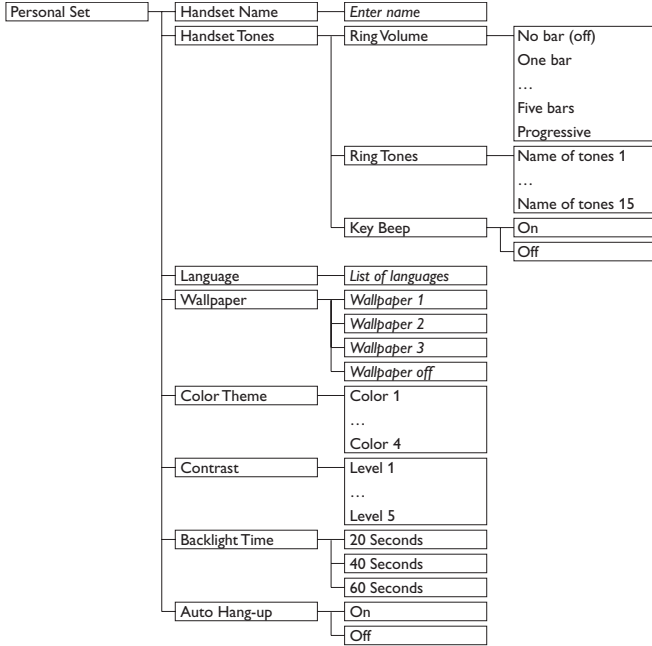 Personal Set
Handset Name
Enter name
Handset Tones
Ring Volume
No bar (off)
One bar
…
Five bars
Progressive
Ring Tones
Name of tones 1
…
Name of tones 15
Key Beep
On
Off
Language
List of languages
Wallpaper
Wallpaper 1
Wallpaper 2
Wallpaper 3
Wallpaper off
Color Theme
Color 1
…
Color 4
Contrast
Level 1
…
Level 5
Backlight Time
20 Seconds
40 Seconds
60 Seconds
Auto Hang-up
On
Off